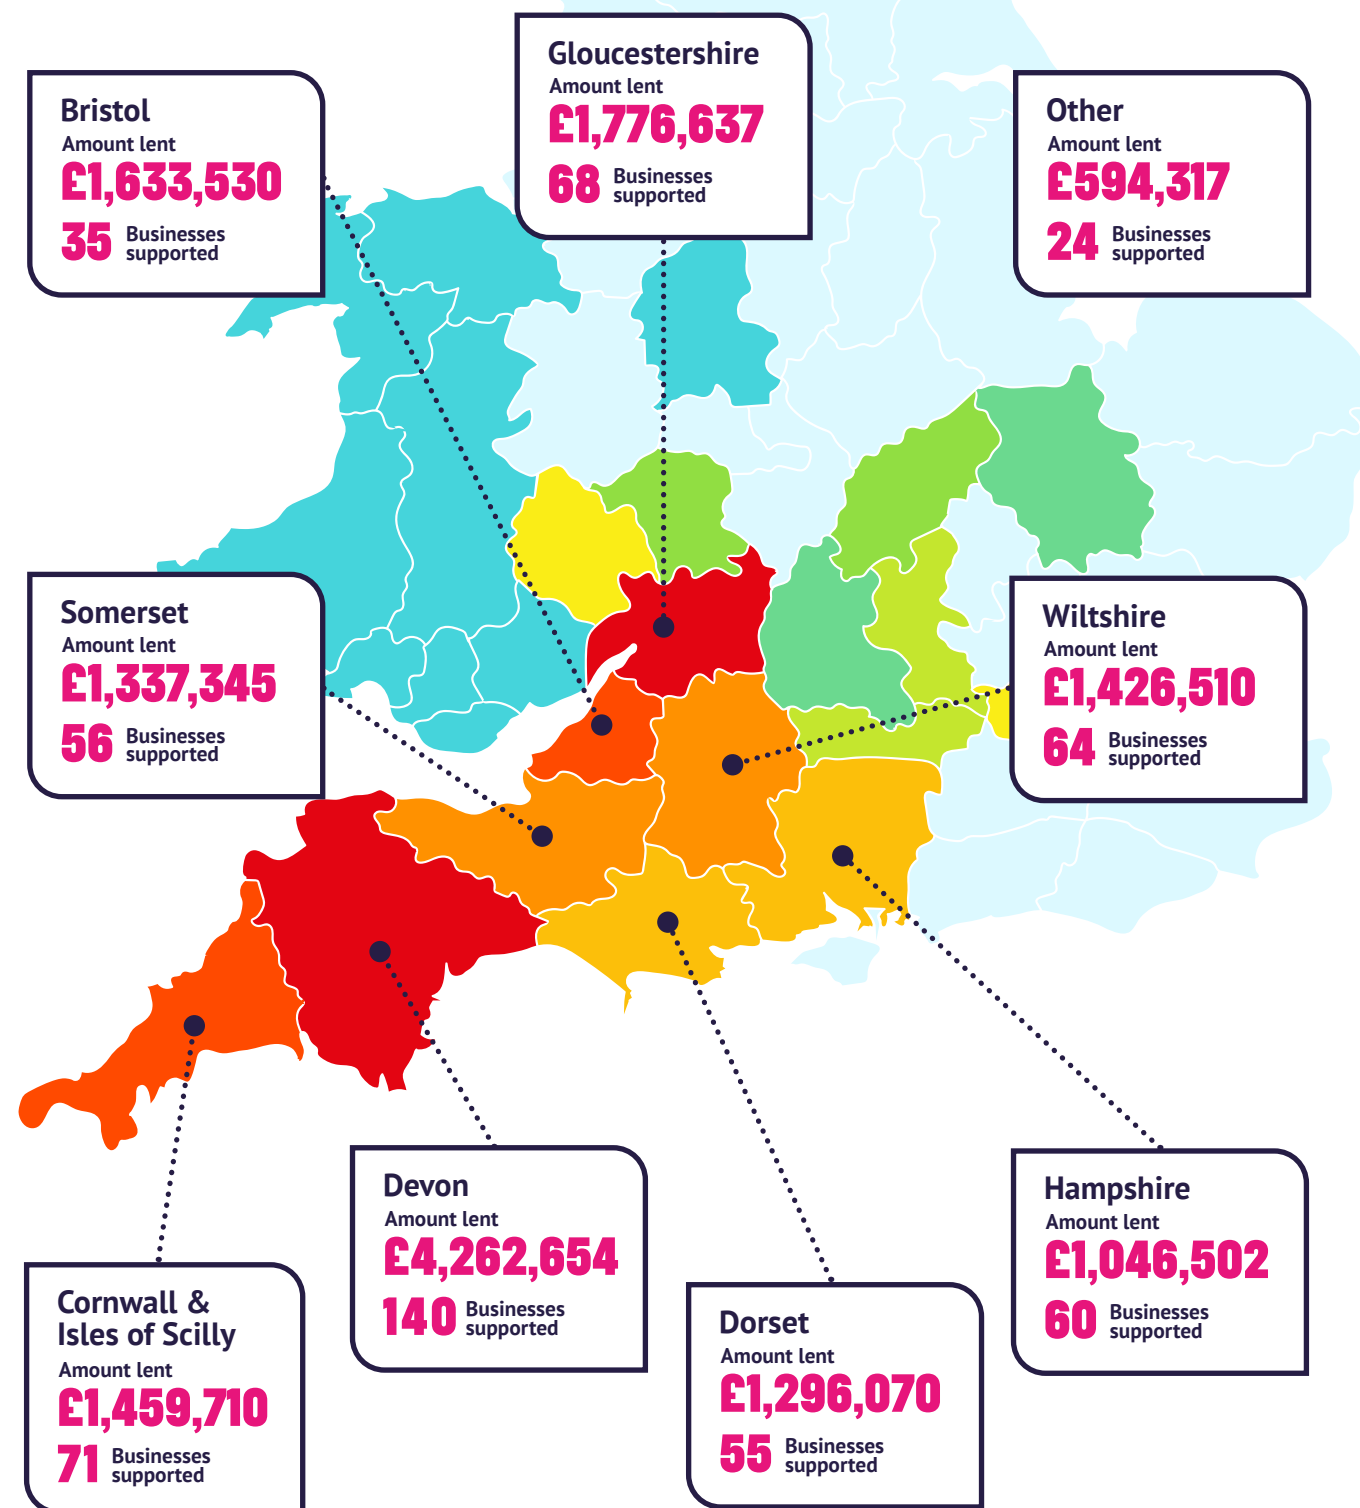 Gloucestershire
Amount lent
£1,776,637
68 Businesses
supported
Bristol
Amount lent
£1,633,530
35 Businesses
supported
Other
Amount lent
£594,317
24 Businesses
supported
Somerset
Amount lent
£1,337,345
56 Businesses
supported
Wiltshire
Amount lent
£1,426,510
64 Businesses
supported
Cornwall &
Isles of Scilly
Amount lent
£1,459,710
71 Businesses
supported
Devon
Amount lent
£4,262,654
140 Businesses
supported
Dorset
Amount lent
£1,296,070
55 Businesses
supported
Hampshire
Amount lent
£1,046,502
60 Businesses
supported